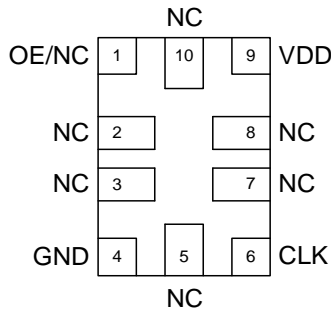 NC
OE/NC 1 10 9 VDD
NC 2 8 NC
NC 3 7 NC
GND 4 5 6 CLK
NC